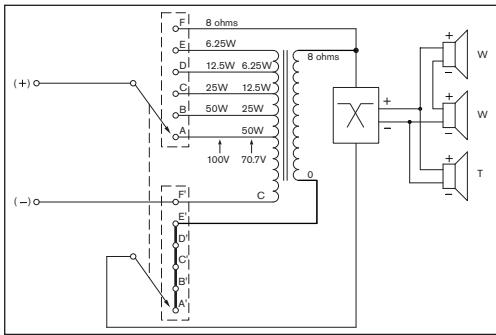 F 8 ohms
E 6.25W 8 ohms
D 12.5W 6.25W
(+) C 25W 12.5W
B 50W 25W
A 50W
100V 70.7V
+
−
+ − W
+ − W
+ − T
0
(−) F' C
E'
D'
C'
B'
A'